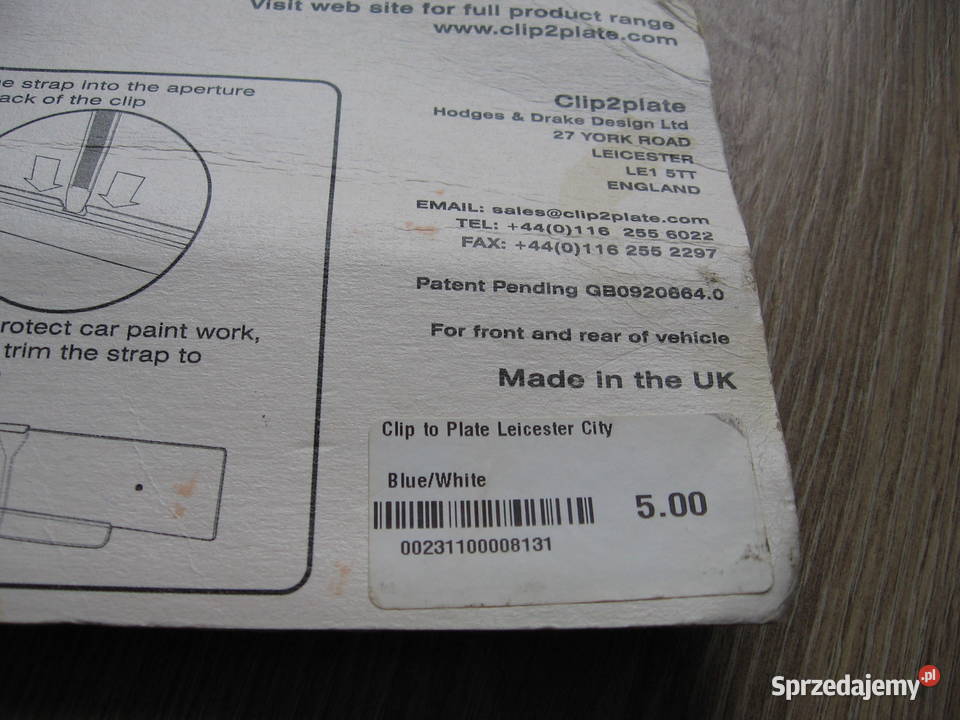 Visit web site for full product range
www.clip2plate.com
e strap into the aperture
ack of the clip
Clip2plate
Hodges & Drake Design Ltd
27 YORK ROAD
LEICESTER
LE1 5TT
ENGLAND
EMAIL: sales@clip2plate.com
TEL: +44(0)116 255 6022
FAX: +44(0)116 255 2297
Patent Pending GB0920664.0
rotect car paint work,
trim the strap to
For front and rear of vehicle
Made in the UK
Clip to Plate Leicester City
Blue/White
5.00
00231100008131
Sprzedajemy.pl